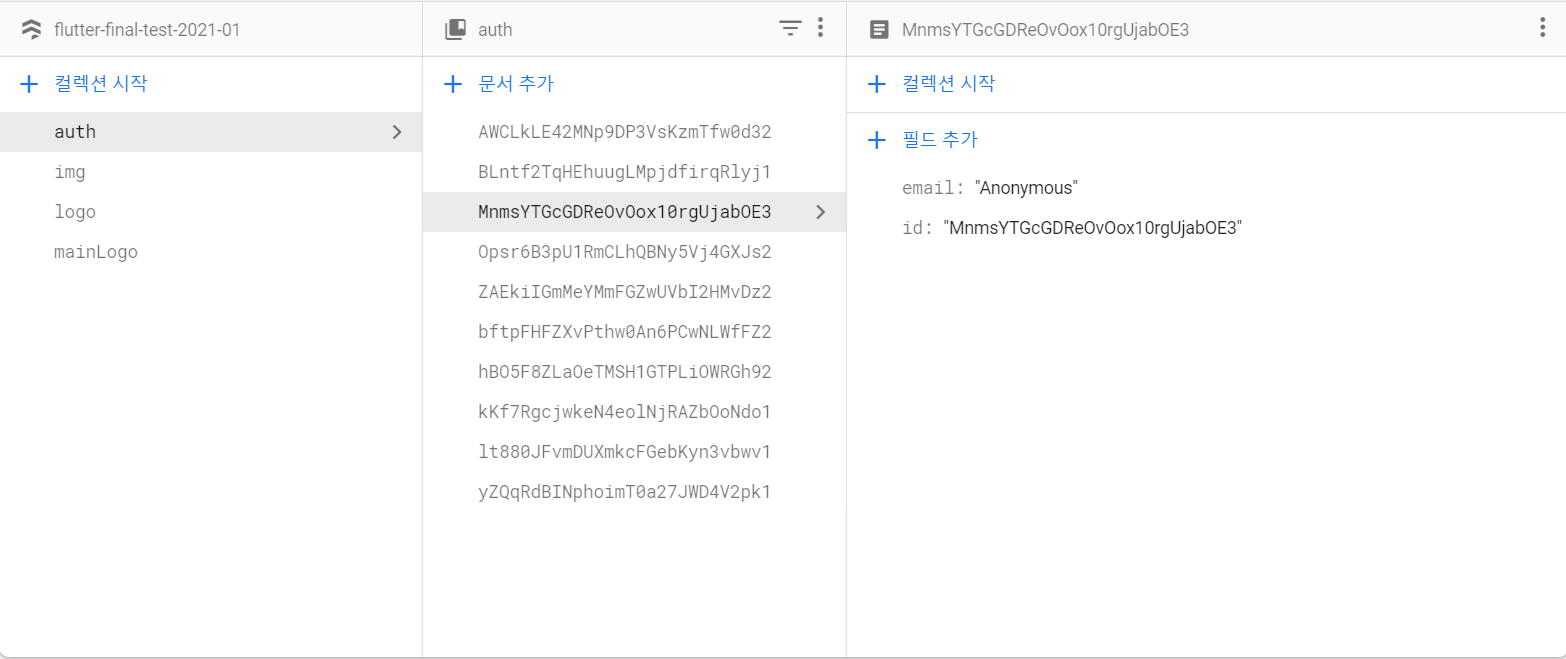 flutter-final-test-2021-01
컬렉션 시작
auth
img
logo
mainLogo
auth
문서 추가
AWCLkLE42MNp9DP3VsKzmTfw0d32
BLntf2TqHEhuugLMpjdfirqRlyj1
MnmsYTGcGDReOvOox10rgUjabOE3
Opsr6B3pU1RmCLhQBNy5Vj4GXJs2
ZAEkiIGmMeYMmFGZwUVbI2HMvDz2
bftpFHFZXvPthw0An6PCwNLWfFZ2
hBO5F8ZLaOeTMSH1GTPLiOWRGh92
kKf7RgcjwkeN4eolNjRAZbOoNdo1
lt880JFvmDUXmkcFGebKyn3vbwv1
yZQqRdBINphoimT0a27JWD4V2pk1
MnmsYTGcGDReOvOox10rgUjabOE3
컬렉션 시작
필드 추가
email: "Anonymous"
id: "MnmsYTGcGDReOvOox10rgUjabOE3"